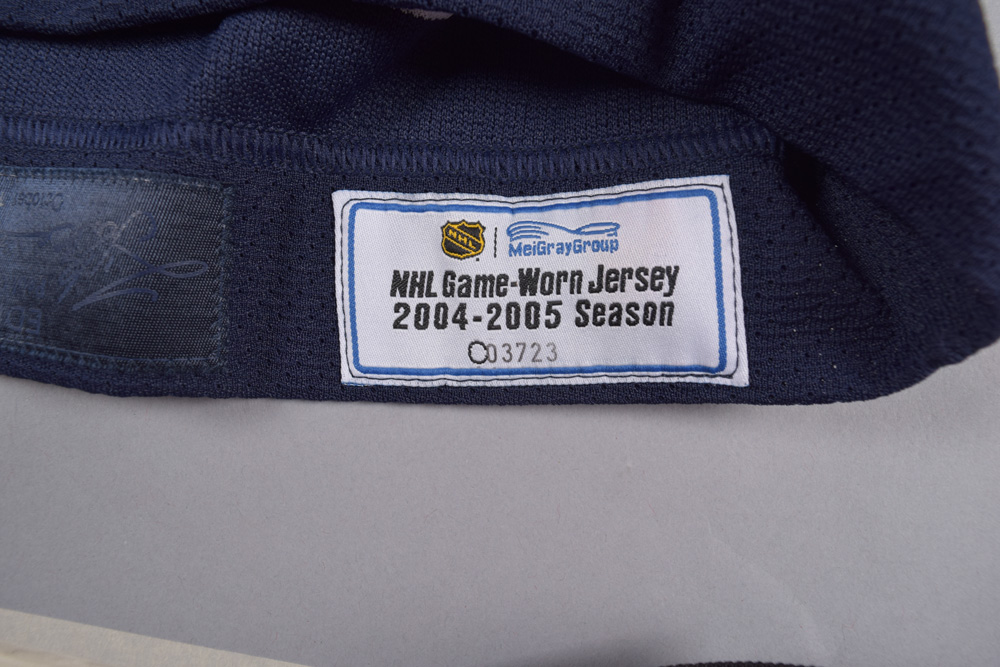 NHL
MeiGrayGroup
NHL Game-Worn Jersey
2004-2005 Season
C03723